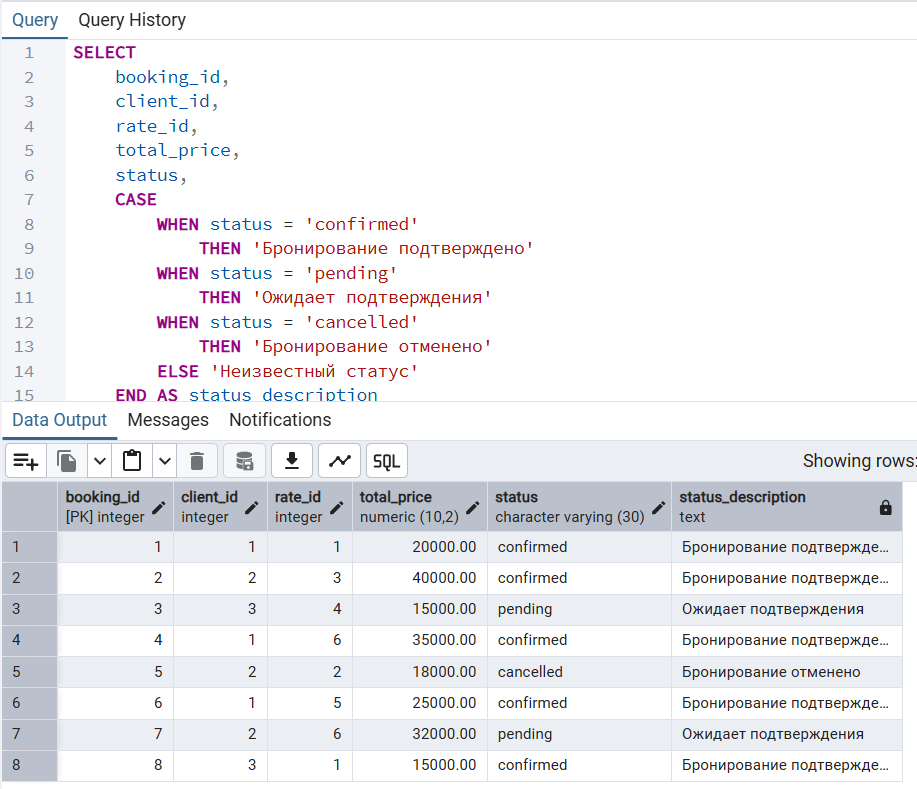 Query Query History
1 SELECT
2 booking_id,
3 client_id,
4 rate_id,
5 total_price,
6 status,
7 CASE
8 WHEN status = 'confirmed'
9 THEN 'Бронирование подтверждено'
10 WHEN status = 'pending'
11 THEN 'Ожидает подтверждения'
12 WHEN status = 'cancelled'
13 THEN 'Бронирование отменено'
14 ELSE 'Неизвестный статус'
15 END AS status_description
Data Output Messages Notifications
SQL Showing rows:
booking_id client_id rate_id total_price status status_description
[PK] integer integer integer numeric (10,2) character varying (30) text
1 1 1 1 20000.00 confirmed Бронирование подтвержде...
2 2 2 3 40000.00 confirmed Бронирование подтвержде...
3 3 3 4 15000.00 pending Ожидает подтверждения
4 4 1 6 35000.00 confirmed Бронирование подтвержде...
5 5 2 2 18000.00 cancelled Бронирование отменено
6 6 1 5 25000.00 confirmed Бронирование подтвержде...
7 7 2 6 32000.00 pending Ожидает подтверждения
8 8 3 1 15000.00 confirmed Бронирование подтвержде...